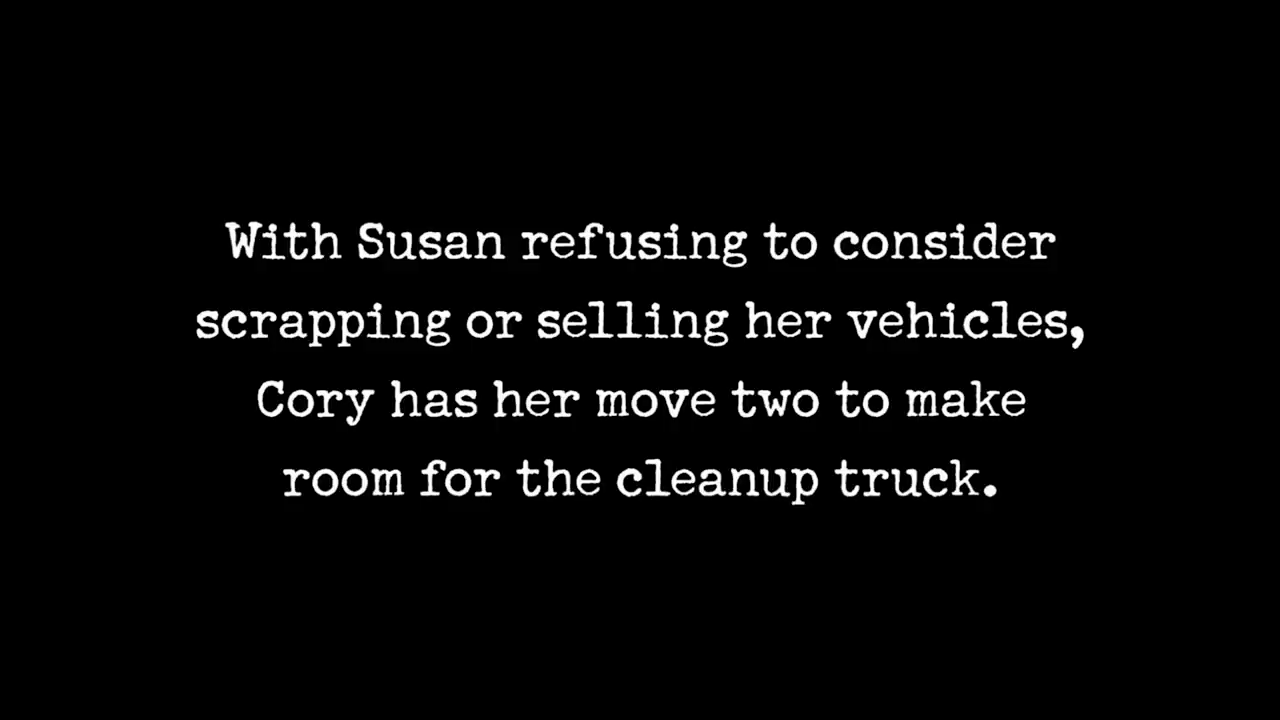 With Susan refusing to consider
scrapping or selling her vehicles,
Cory has her move two to make
room for the cleanup truck.